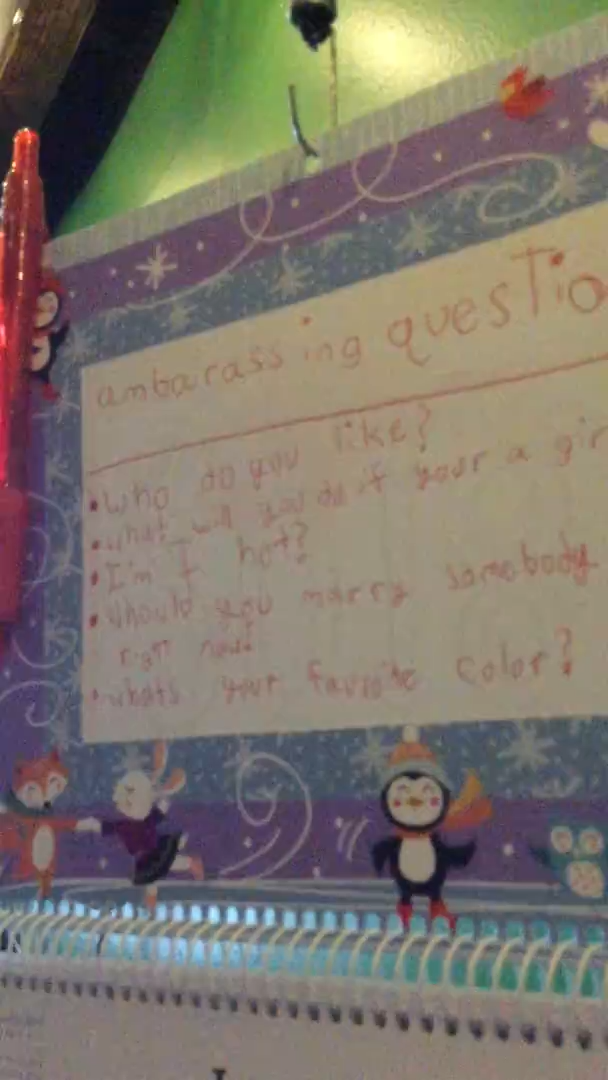 ambarassing questio
• Who do you like?
• what will you do if your a gir
• I'm I hot?
• Would you marry somebody
right now?
• whats your favorite color?